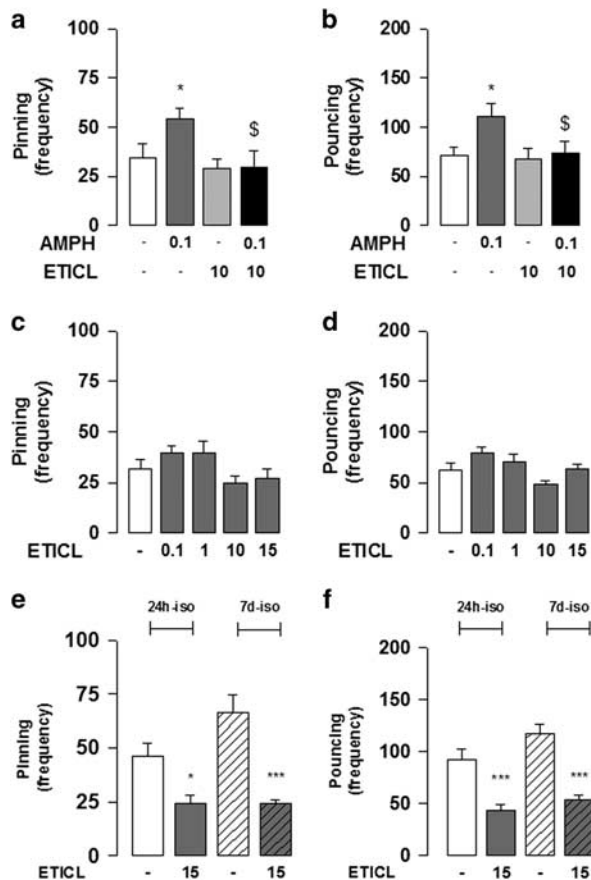 a
b
100
75
50
25
0
Pinning
(frequency)
*
$
AMPH - 0.1 - 0.1
ETICL - - 10 10
200
150
100
50
0
Pouncing
(frequency)
*
$
- 0.1 - 0.1
- - 10 10
c
d
100
75
50
25
0
Pinning
(frequency)
ETICL - 0.1 1 10 15
200
150
100
50
0
Pouncing
(frequency)
ETICL - 0.1 1 10 15
e
f
24h-iso 7d-iso
100
75
50
25
0
Pinning
(frequency)
* ***
ETICL - 15 - 15
24h-iso 7d-iso
200
150
100
50
0
Pouncing
(frequency)
*** ***
ETICL - 15 - 15